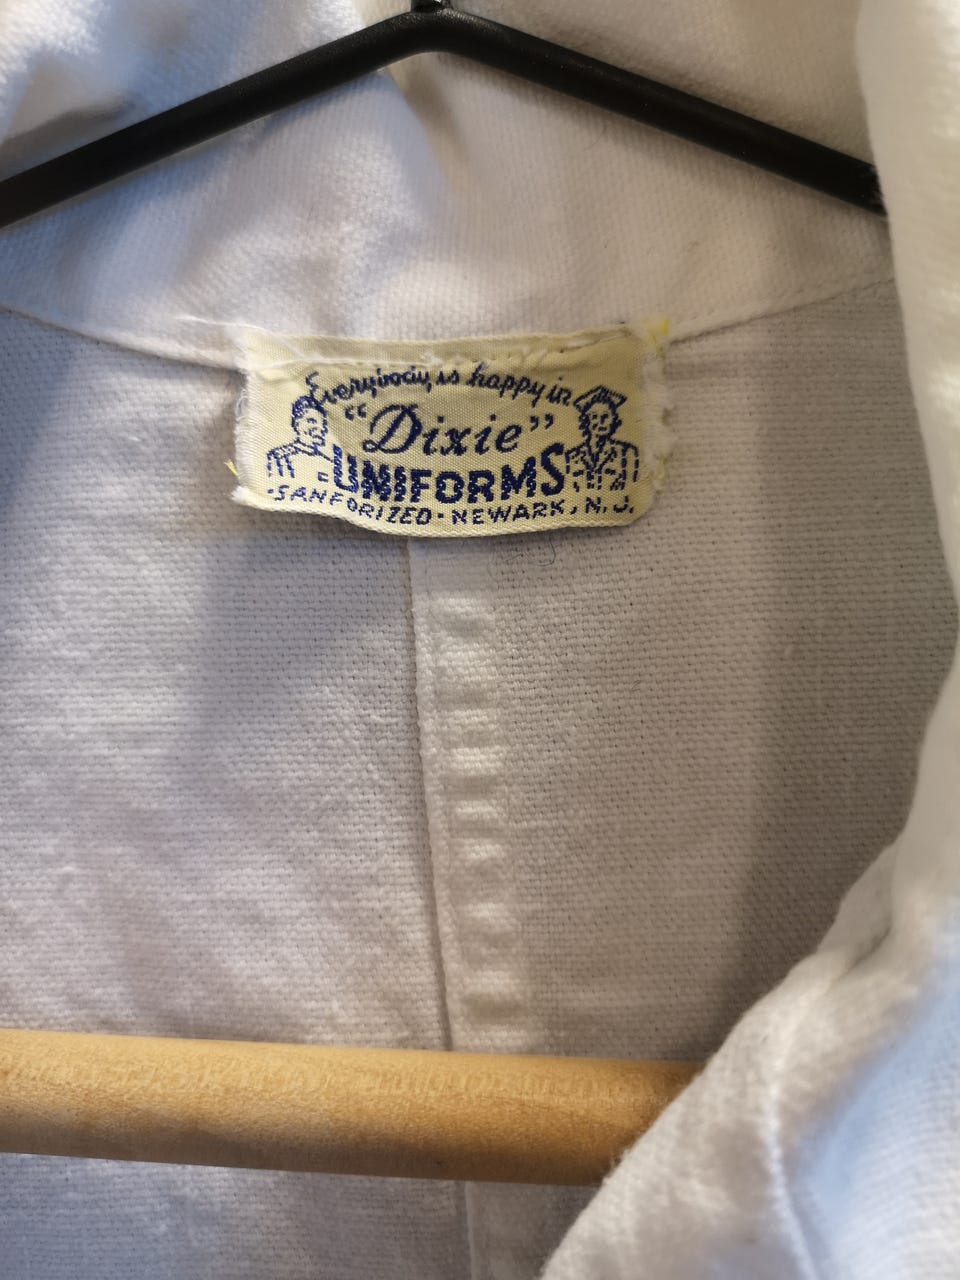 Everybody is happy in
"Dixie"
UNIFORMS
·SANFORIZED·NEWARK, N.J.